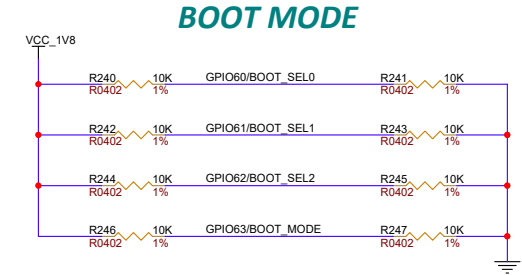 BOOT MODE
VCC_1V8
R240 10K GPIO60/BOOT_SEL0 R241 10K
R0402 1% R0402 1%
R242 10K GPIO61/BOOT_SEL1 R243 10K
R0402 1% R0402 1%
R244 10K GPIO62/BOOT_SEL2 R245 10K
R0402 1% R0402 1%
R246 10K GPIO63/BOOT_MODE R247 10K
R0402 1% R0402 1%